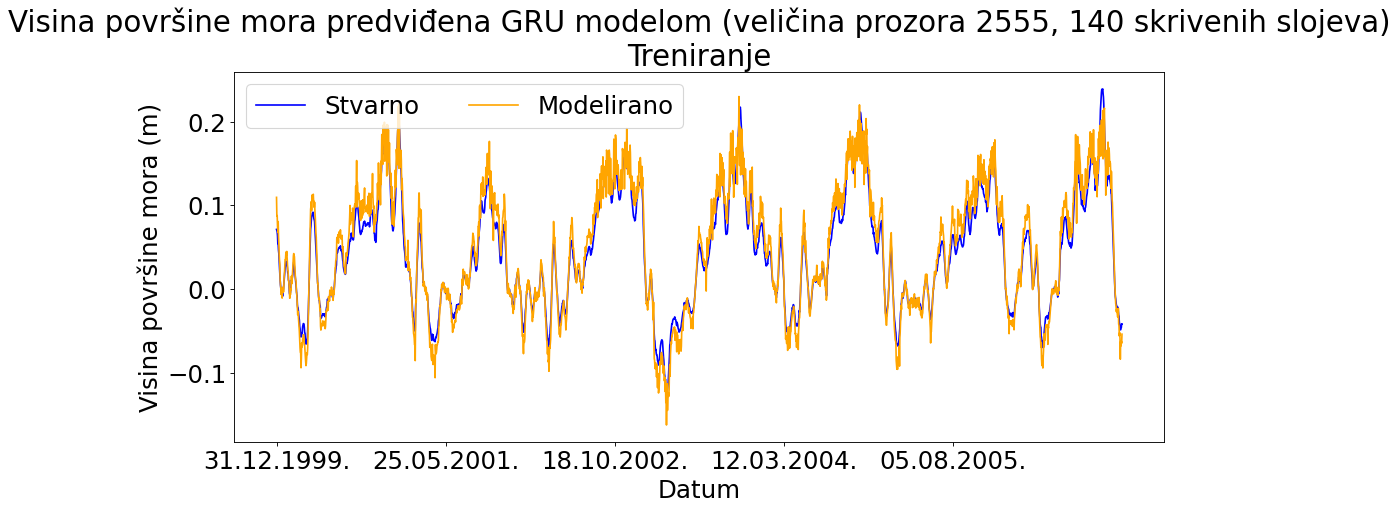 Visina površine mora predviđena GRU modelom (veličina prozora 2555, 140 skrivenih slojeva)
Treniranje
Stvarno
Modelirano
Visina površine mora (m)
0.2
0.1
0.0
−0.1
31.12.1999.
25.05.2001.
18.10.2002.
12.03.2004.
05.08.2005.
Datum